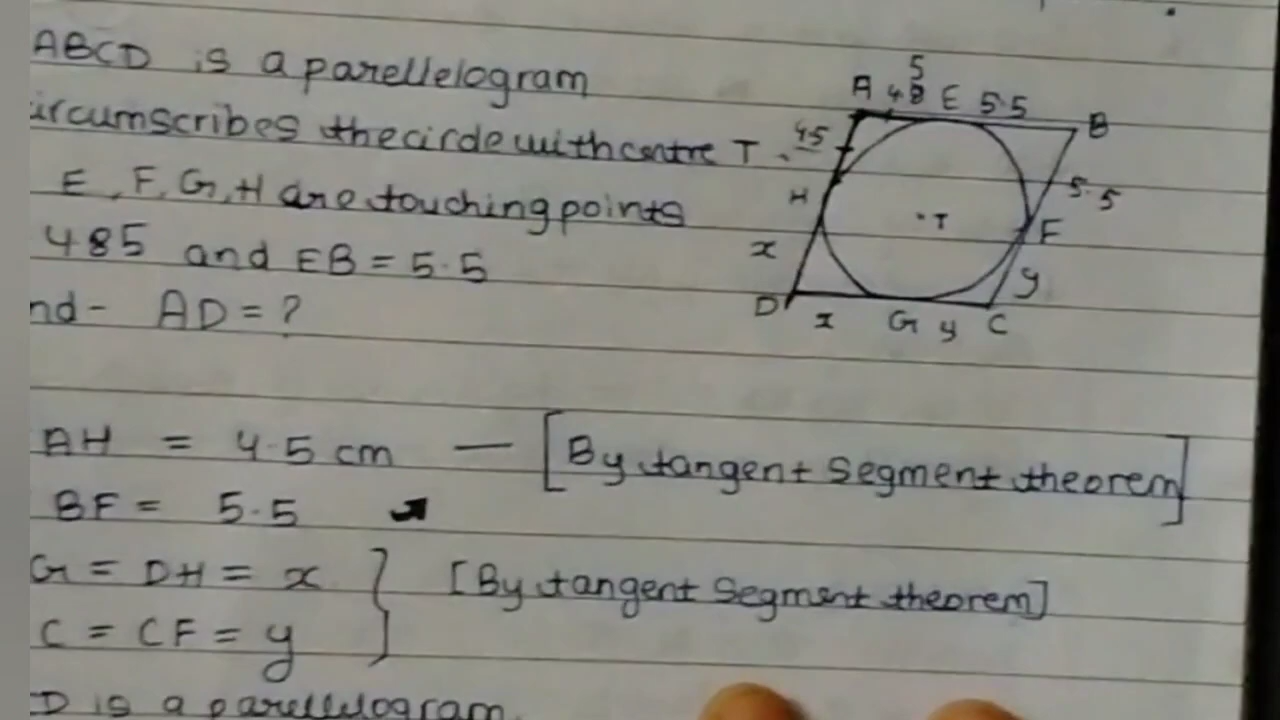 ABCD is a parellelogram
ircumscribes the circle with centre T.
E, F, G, H are touching points
485 and EB = 5.5
nd- AD = ?
5
A 4 8 E 5.5 B
4.5
H
5.5
T
F
x
y
D x G y C
AH = 4.5 cm — [By tangent segment theorem]
BF = 5.5
G = DH = x } [By tangent segment theorem]
C = CF = y
D is a parellelogram.